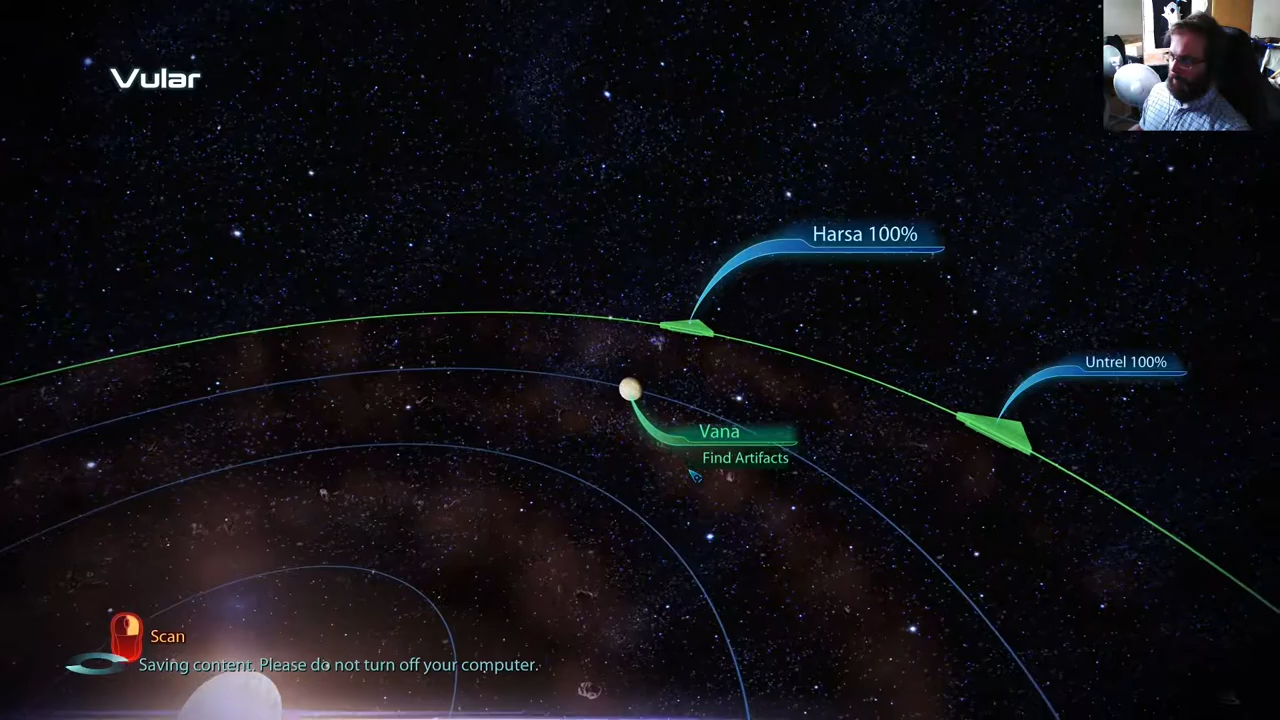 Vular
Harsa 100%
Untrel 100%
Vana
Find Artifacts
Scan
Saving content. Please do not turn off your computer.